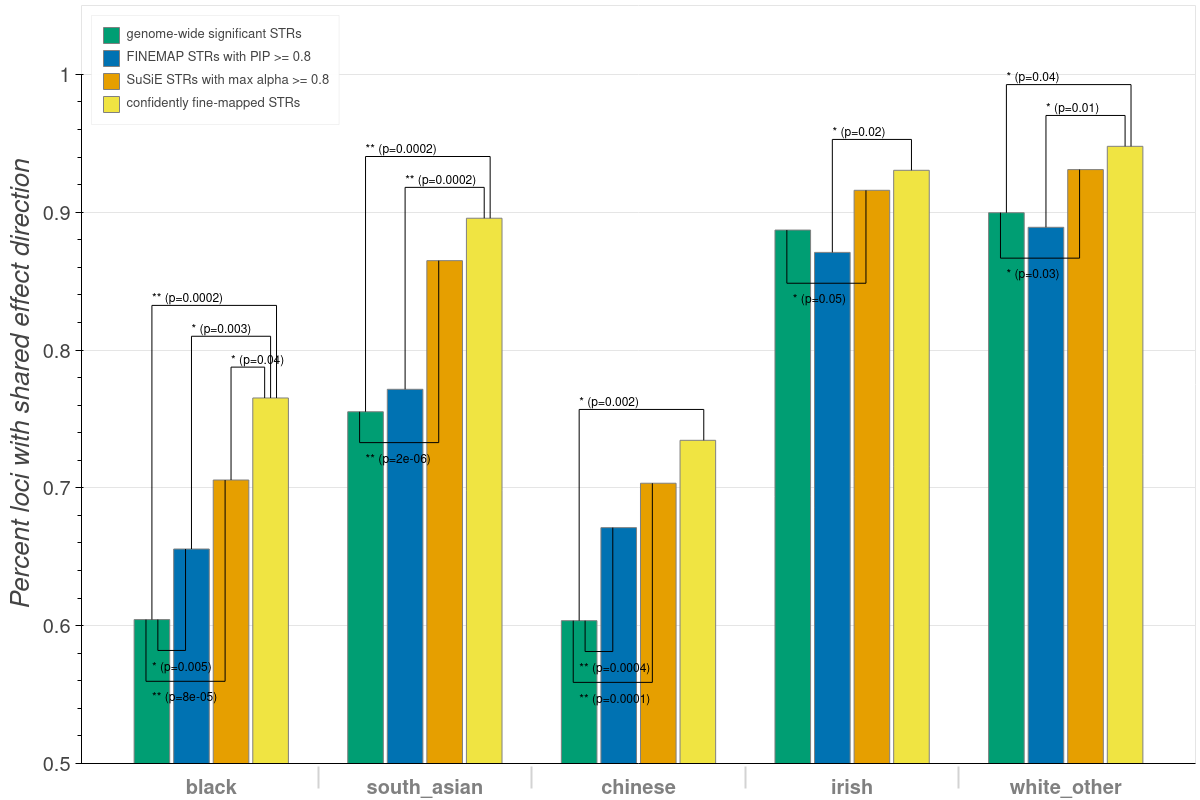 genome-wide significant STRs
FINEMAP STRs with PIP >= 0.8
SuSiE STRs with max alpha >= 0.8
confidently fine-mapped STRs
Percent loci with shared effect direction
1
0.9
0.8
0.7
0.6
0.5
** (p=0.0002)
* (p=0.003)
* (p=0.04)
* (p=0.005)
** (p=8e-05)
** (p=0.0002)
** (p=0.0002)
** (p=2e-06)
* (p=0.002)
** (p=0.0004)
** (p=0.0001)
* (p=0.02)
* (p=0.05)
* (p=0.04)
* (p=0.01)
* (p=0.03)
black
south_asian
chinese
irish
white_other